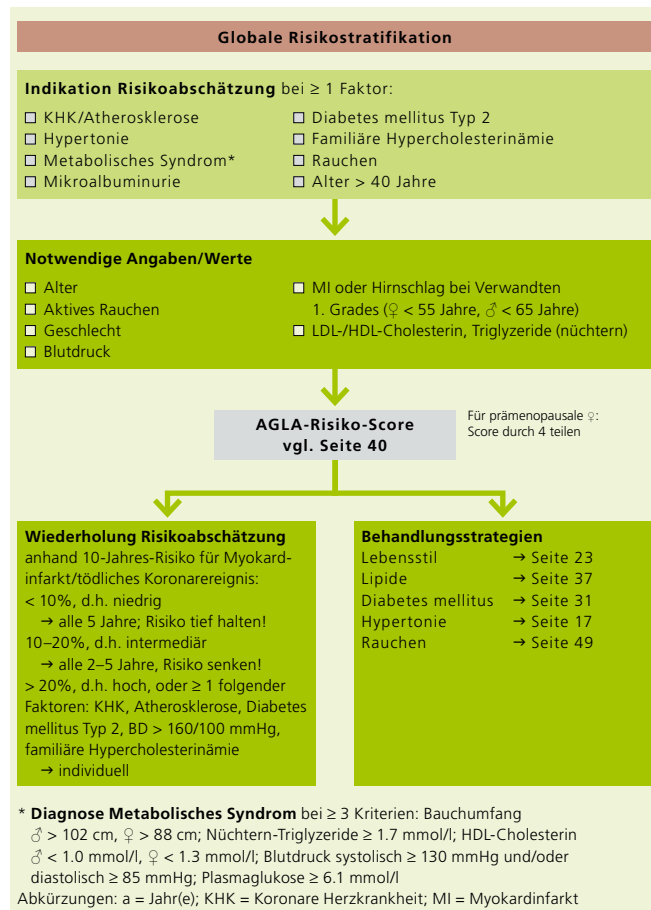 Globale Risikostratifikation
Indikation Risikoabschätzung bei ≥ 1 Faktor:
□ KHK/Atherosklerose
□ Hypertonie
□ Metabolisches Syndrom*
□ Mikroalbuminurie
□ Diabetes mellitus Typ 2
□ Familiäre Hypercholesterinämie
□ Rauchen
□ Alter > 40 Jahre
Notwendige Angaben/Werte
□ Alter
□ Aktives Rauchen
□ Geschlecht
□ Blutdruck
□ MI oder Hirnschlag bei Verwandten
1. Grades (♀ < 55 Jahre, ♂ < 65 Jahre)
□ LDL-/HDL-Cholesterin, Triglyzeride (nüchtern)
AGLA-Risiko-Score
vgl. Seite 40
Für prämenopausale ♀:
Score durch 4 teilen
Wiederholung Risikoabschätzung
anhand 10-Jahres-Risiko für Myokard-
infarkt/tödliches Koronarereignis:
< 10%, d.h. niedrig
→ alle 5 Jahre; Risiko tief halten!
10–20%, d.h. intermediär
→ alle 2–5 Jahre, Risiko senken!
> 20%, d.h. hoch, oder ≥ 1 folgender
Faktoren: KHK, Atherosklerose, Diabetes
mellitus Typ 2, BD > 160/100 mmHg,
familiäre Hypercholesterinämie
→ individuell
Behandlungsstrategien
Lebensstil → Seite 23
Lipide → Seite 37
Diabetes mellitus → Seite 31
Hypertonie → Seite 17
Rauchen → Seite 49
* Diagnose Metabolisches Syndrom bei ≥ 3 Kriterien: Bauchumfang
♂ > 102 cm, ♀ > 88 cm; Nüchtern-Triglyzeride ≥ 1.7 mmol/l; HDL-Cholesterin
♂ < 1.0 mmol/l, ♀ < 1.3 mmol/l; Blutdruck systolisch ≥ 130 mmHg und/oder
diastolisch ≥ 85 mmHg; Plasmaglukose ≥ 6.1 mmol/l
Abkürzungen: a = Jahr(e); KHK = Koronare Herzkrankheit; MI = Myokardinfarkt